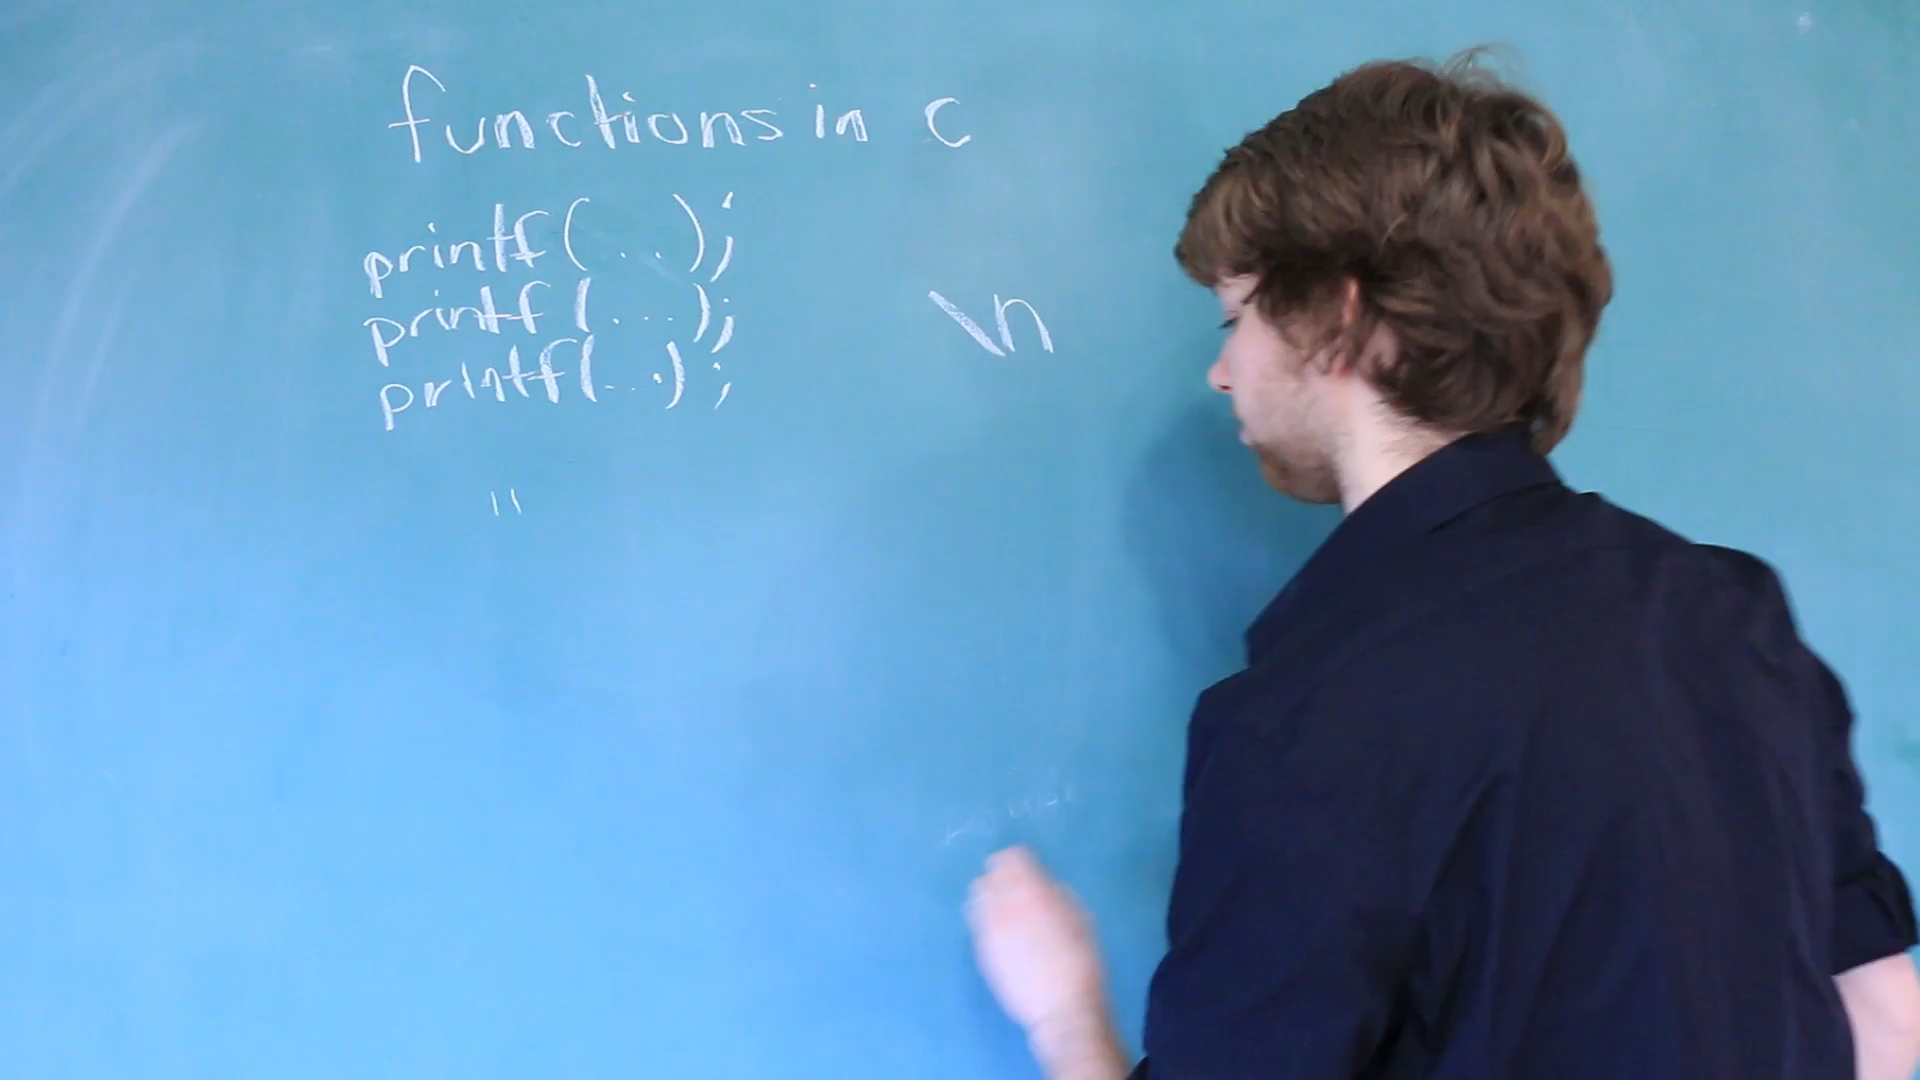 functions in c
printf(..);
printf(...);
\n
printf(...);
"